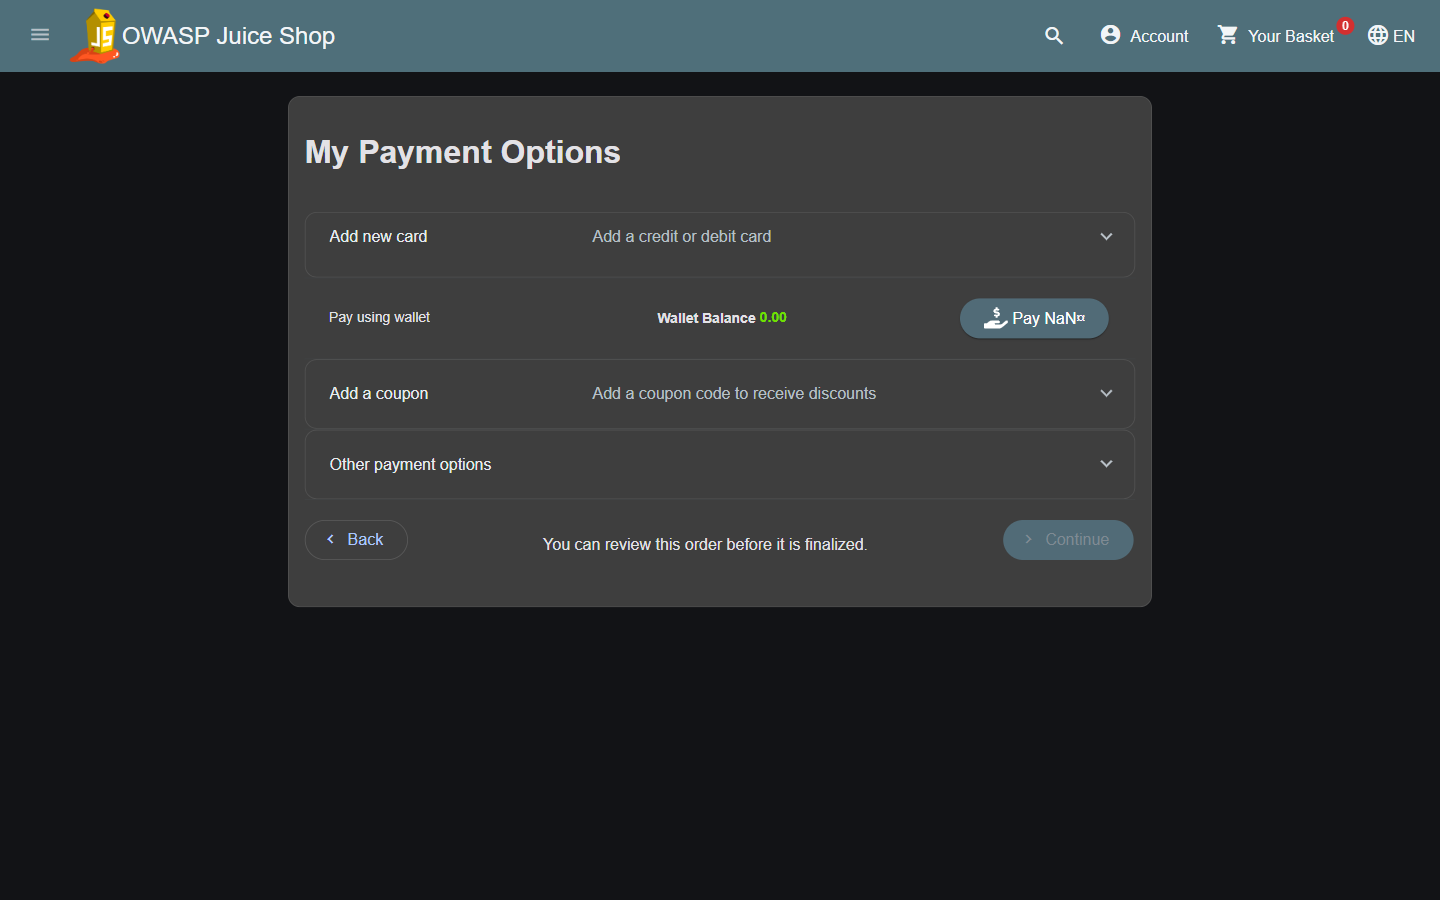 JS OWASP Juice Shop
Account
Your Basket 0
EN
My Payment Options
Add new card Add a credit or debit card
Pay using wallet Wallet Balance 0.00 $ Pay NaN¤
Add a coupon Add a coupon code to receive discounts
Other payment options
Back You can review this order before it is finalized. Continue